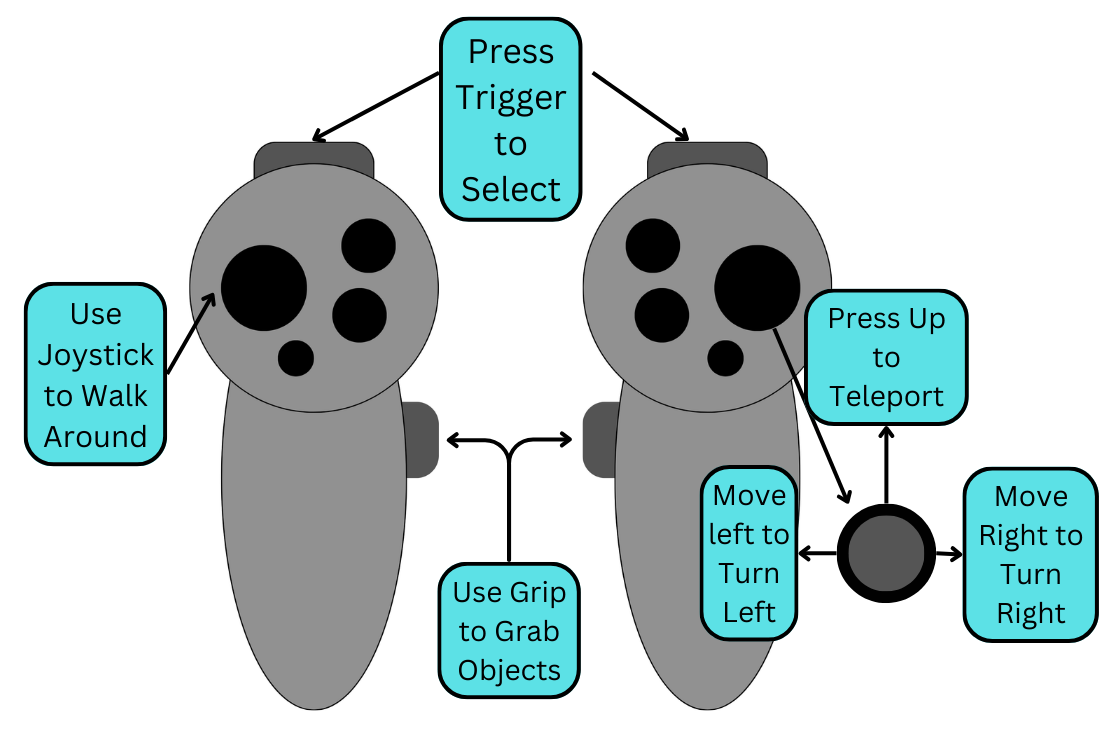 Press
Trigger
to
Select
Use
Joystick
to Walk
Around
Press Up
to
Teleport
Move
left to
Turn
Left
Move
Right to
Turn
Right
Use Grip
to Grab
Objects